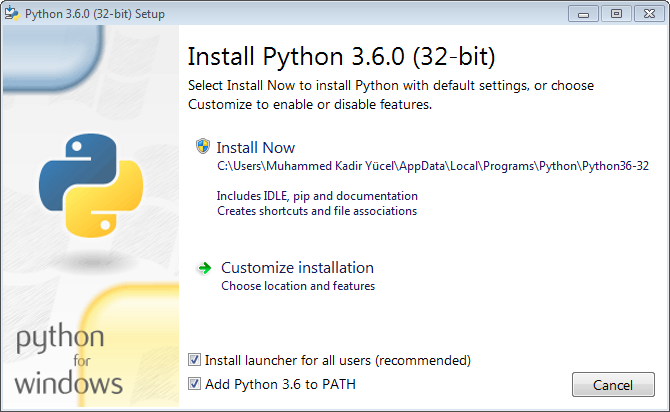 Python 3.6.0 (32-bit) Setup
Install Python 3.6.0 (32-bit)
Select Install Now to install Python with default settings, or choose
Customize to enable or disable features.
Install Now
C:\Users\Muhammed Kadir Yücel\AppData\Local\Programs\Python\Python36-32
Includes IDLE, pip and documentation
Creates shortcuts and file associations
Customize installation
Choose location and features
python
for
windows
Install launcher for all users (recommended)
Add Python 3.6 to PATH
Cancel